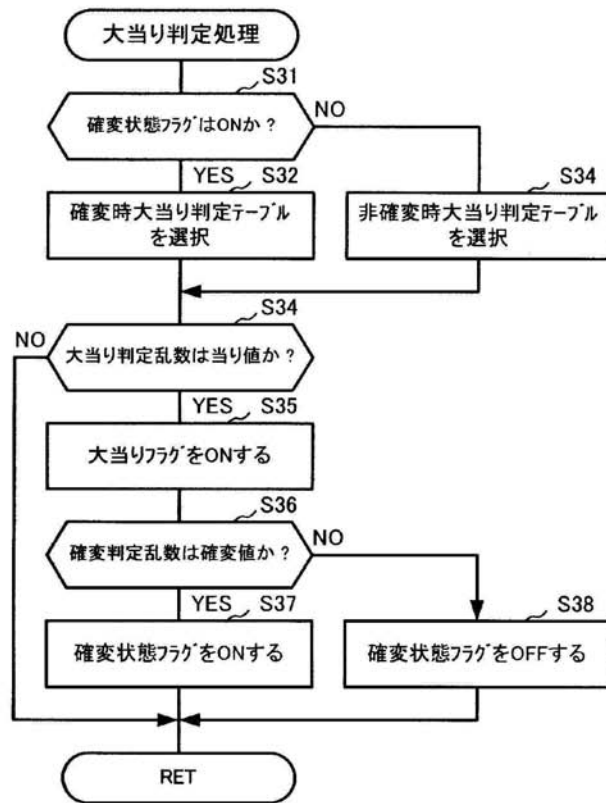 大当り判定処理
S31
確変状態フラグはONか？
NO
YES S32
確変時大当り判定テーブル
を選択
S34
非確変時大当り判定テーブル
を選択
S34
NO
大当り判定乱数は当り値か？
YES S35
大当りフラグをONする
S36
確変判定乱数は確変値か？
NO
YES S37
確変状態フラグをONする
S38
確変状態フラグをOFFする
RET